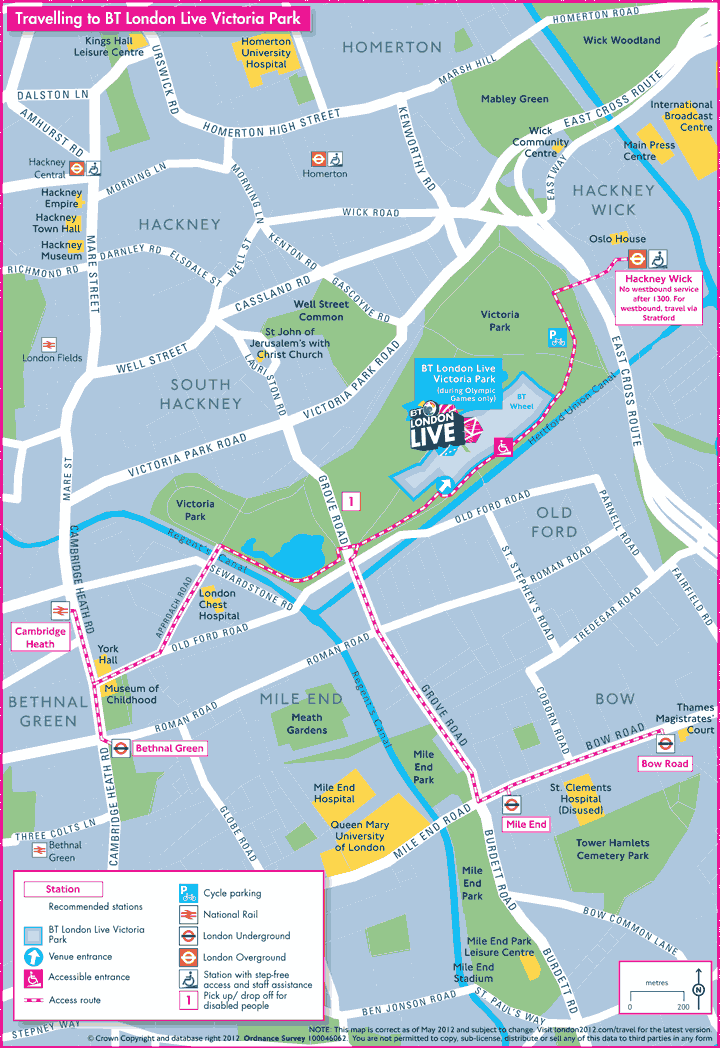 Travelling to BT London Live Victoria Park
HOMERTON ROAD
Kings Hall
Leisure Centre
Homerton
University
Hospital
HOMERTON
Wick Woodland
URSWICK RD
MARSH HILL
DALSTON LN
Mabley Green
EAST CROSS ROUTE
International
Broadcast
Centre
AMHURST RD
HOMERTON HIGH STREET
KENWORTHY RD
Wick
Community
Centre
Main Press
Centre
Hackney
Central
Homerton
EASTWAY
MORNING LN
MORNING LN
Hackney
Empire
HACKNEY
WICK
Hackney
Town Hall
HACKNEY
WICK ROAD
Hackney
Museum
Oslo House
MARE STREET
DARNLEY RD
ELSDALE ST
WELL ST
KENTON RD
RICHMOND RD
CASSLAND RD
GASCOYNE RD
Hackney Wick
No westbound service
after 1300. For
westbound, travel via
Stratford
Well Street
Common
Victoria
Park
St John of
Jerusalem's with
Christ Church
London Fields
WELL STREET
LAURISTON RD
VICTORIA PARK ROAD
EAST CROSS ROUTE
BT London Live
Victoria Park
(during Olympic
Games only)
SOUTH
HACKNEY
BT
Wheel
BT
LONDON
LIVE
Hertford Union Canal
VICTORIA PARK ROAD
MARE ST
GROVE ROAD
1
Victoria
Park
OLD FORD ROAD
PARNELL ROAD
OLD
FORD
Regent's Canal
CAMBRIDGE HEATH RD
SEWARDSTONE RD
ST STEPHEN'S ROAD
ROMAN ROAD
FAIRFIELD RD
London
Chest
Hospital
APPROACH ROAD
Cambridge
Heath
OLD FORD ROAD
TREDEGAR ROAD
York
Hall
ROMAN ROAD
Museum of
Childhood
Regent's Canal
GROVE ROAD
COBORN ROAD
BETHNAL
GREEN
MILE END
BOW
Thames
Magistrates'
Court
ROMAN ROAD
Meath
Gardens
BOW ROAD
Bethnal Green
Mile
End
Park
Bow Road
CAMBRIDGE HEATH RD
Mile End
Hospital
St. Clements
Hospital
(Disused)
GLOBE ROAD
Queen Mary
University
of London
MILE END ROAD
Mile End
THREE COLTS LN
Bethnal
Green
BURDETT ROAD
Tower Hamlets
Cemetery Park
Mile
End
Park
Station
Recommended stations
BT London Live Victoria
Park
Venue entrance
Accessible entrance
Access route
Cycle parking
National Rail
London Underground
London Overground
Station with step-free
access and staff assistance
1
Pick up/ drop off for
disabled people
BOW COMMON LANE
Mile End Park
Leisure Centre
BURDETT RD
Mile End
Stadium
metres
0 200
N
ST. PAUL'S WAY
BEN JONSON ROAD
STEPNEY WAY
NOTE: This map is correct as of May 2012 and subject to change. Visit london2012.com/travel for the latest version.
© Crown Copyright and database right 2012. Ordnance Survey 100046062. You are not permitted to copy, sub-license, distribute or sell any of this data to third parties in any form